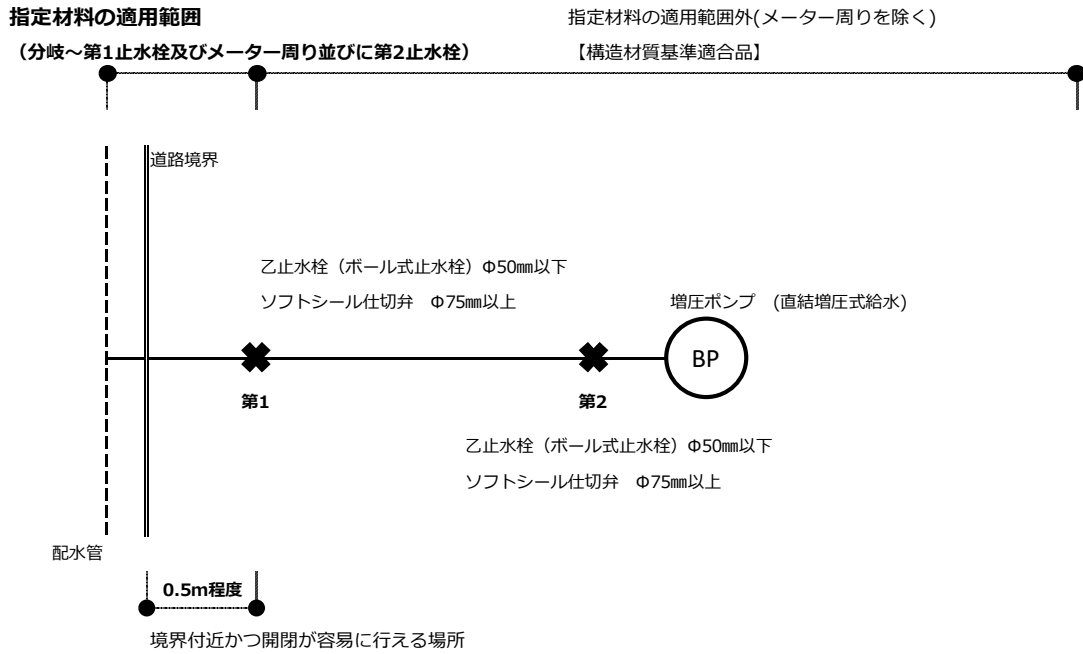 指定材料の適用範囲
指定材料の適用範囲外(メーター周りを除く)
（分岐～第1止水栓及びメーター周り並びに第2止水栓）
【構造材質基準適合品】
道路境界
乙止水栓（ボール式止水栓）Φ50㎜以下
ソフトシール仕切弁　Φ75㎜以上
増圧ポンプ　(直結増圧式給水)
BP
第1
第2
乙止水栓（ボール式止水栓）Φ50㎜以下
ソフトシール仕切弁　Φ75㎜以上
配水管
0.5m程度
境界付近かつ開閉が容易に行える場所